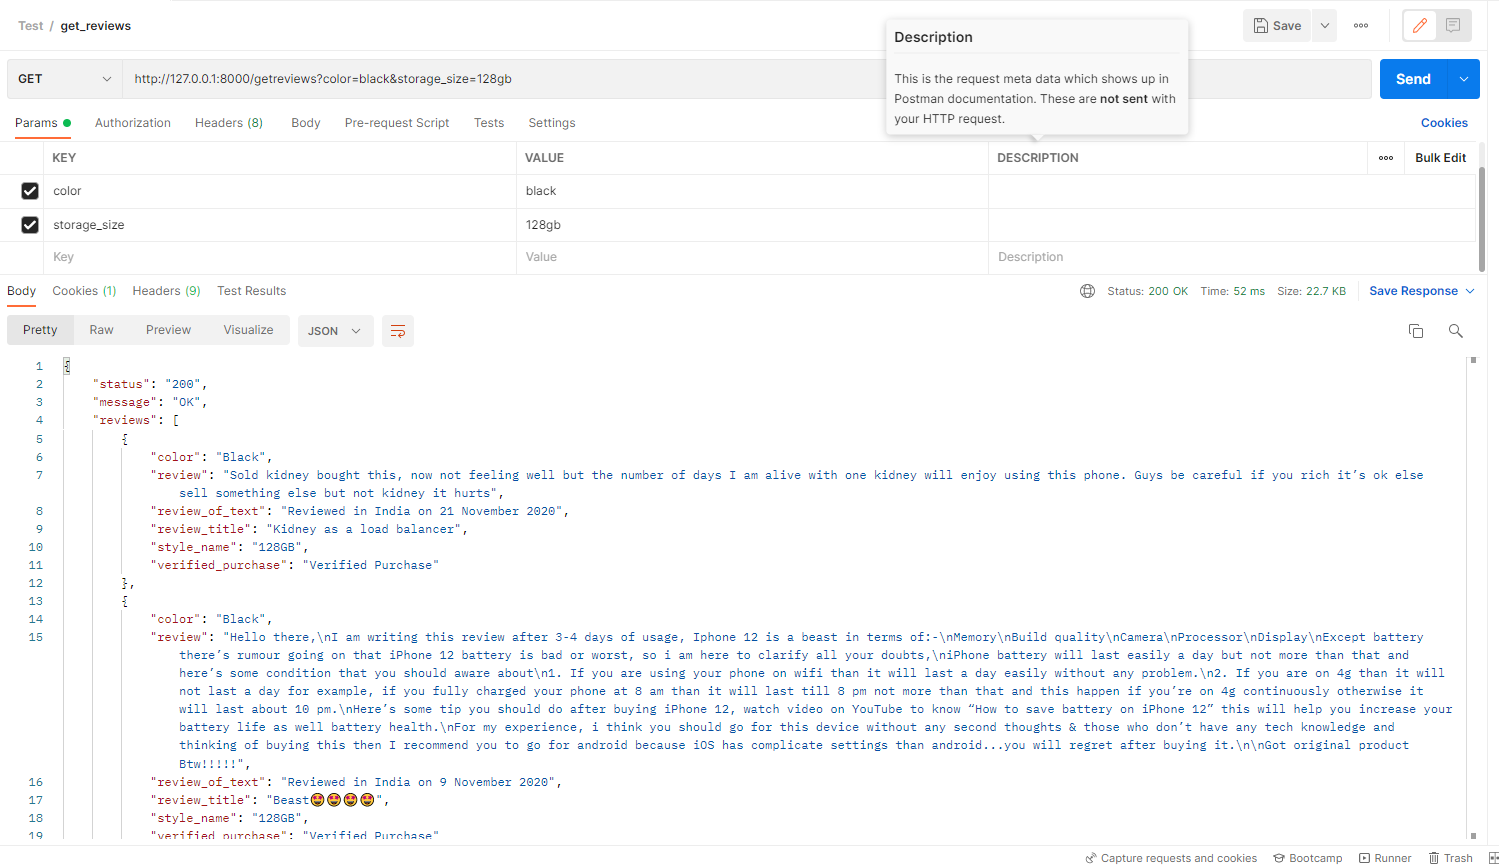 Test / get_reviews
Save
Description
This is the request meta data which shows up in
Postman documentation. These are not sent with
your HTTP request.
GET
http://127.0.0.1:8000/getreviews?color=black&storage_size=128gb
Send
Params
Authorization
Headers (8)
Body
Pre-request Script
Tests
Settings
Cookies
KEY
VALUE
DESCRIPTION
Bulk Edit
color
black
storage_size
128gb
Key
Value
Description
Body
Cookies (1)
Headers (9)
Test Results
Status: 200 OK
Time: 52 ms
Size: 22.7 KB
Save Response
Pretty
Raw
Preview
Visualize
JSON
1 {
2 "status": "200",
3 "message": "OK",
4 "reviews": [
5 {
6 "color": "Black",
7 "review": "Sold kidney bought this, now not feeling well but the number of days I am alive with one kidney will enjoy using this phone. Guys be careful if you rich it’s ok else
sell something else but not kidney it hurts",
8 "review_of_text": "Reviewed in India on 21 November 2020",
9 "review_title": "Kidney as a load balancer",
10 "style_name": "128GB",
11 "verified_purchase": "Verified Purchase"
12 },
13 {
14 "color": "Black",
15 "review": "Hello there,\nI am writing this review after 3-4 days of usage, Iphone 12 is a beast in terms of:-\nMemory\nBuild quality\nCamera\nProcessor\nDisplay\nExcept battery
there’s rumour going on that iPhone 12 battery is bad or worst, so i am here to clarify all your doubts,\niPhone battery will last easily a day but not more than that and
here’s some condition that you should aware about\n1. If you are using your phone on wifi than it will last a day easily without any problem.\n2. If you are on 4g than it will
not last a day for example, if you fully charged your phone at 8 am than it will last till 8 pm not more than that and this happen if you’re on 4g continuously otherwise it
will last about 10 pm.\nHere’s some tip you should do after buying iPhone 12, watch video on YouTube to know “How to save battery on iPhone 12” this will help you increase your
battery life as well battery health.\nFor my experience, i think you should go for this device without any second thoughts & those who don’t have any tech knowledge and
thinking of buying this then I recommend you to go for android because iOS has complicate settings than android...you will regret after buying it.\n\nGot original product
Btw!!!!!",
16 "review_of_text": "Reviewed in India on 9 November 2020",
17 "review_title": "Beast🤩🤩🤩🤩",
18 "style_name": "128GB",
19 "verified_purchase": "Verified Purchase"
Capture requests and cookies
Bootcamp
Runner
Trash